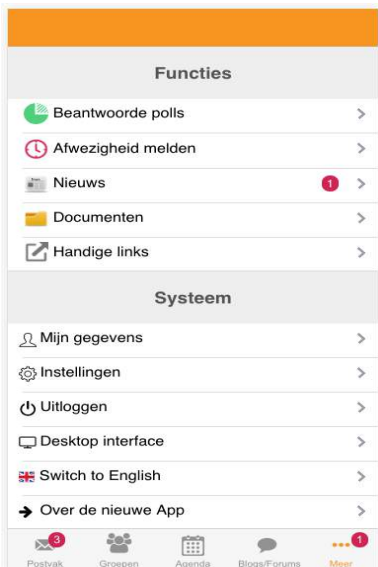 Functies
Beantwoorde polls
Afwezigheid melden
Nieuws 1
Documenten
Handige links
Systeem
Mijn gegevens
Instellingen
Uitloggen
Desktop interface
Switch to English
Over de nieuwe App
3 1
Postvak Groepen Agenda Blogs/Forums Meer